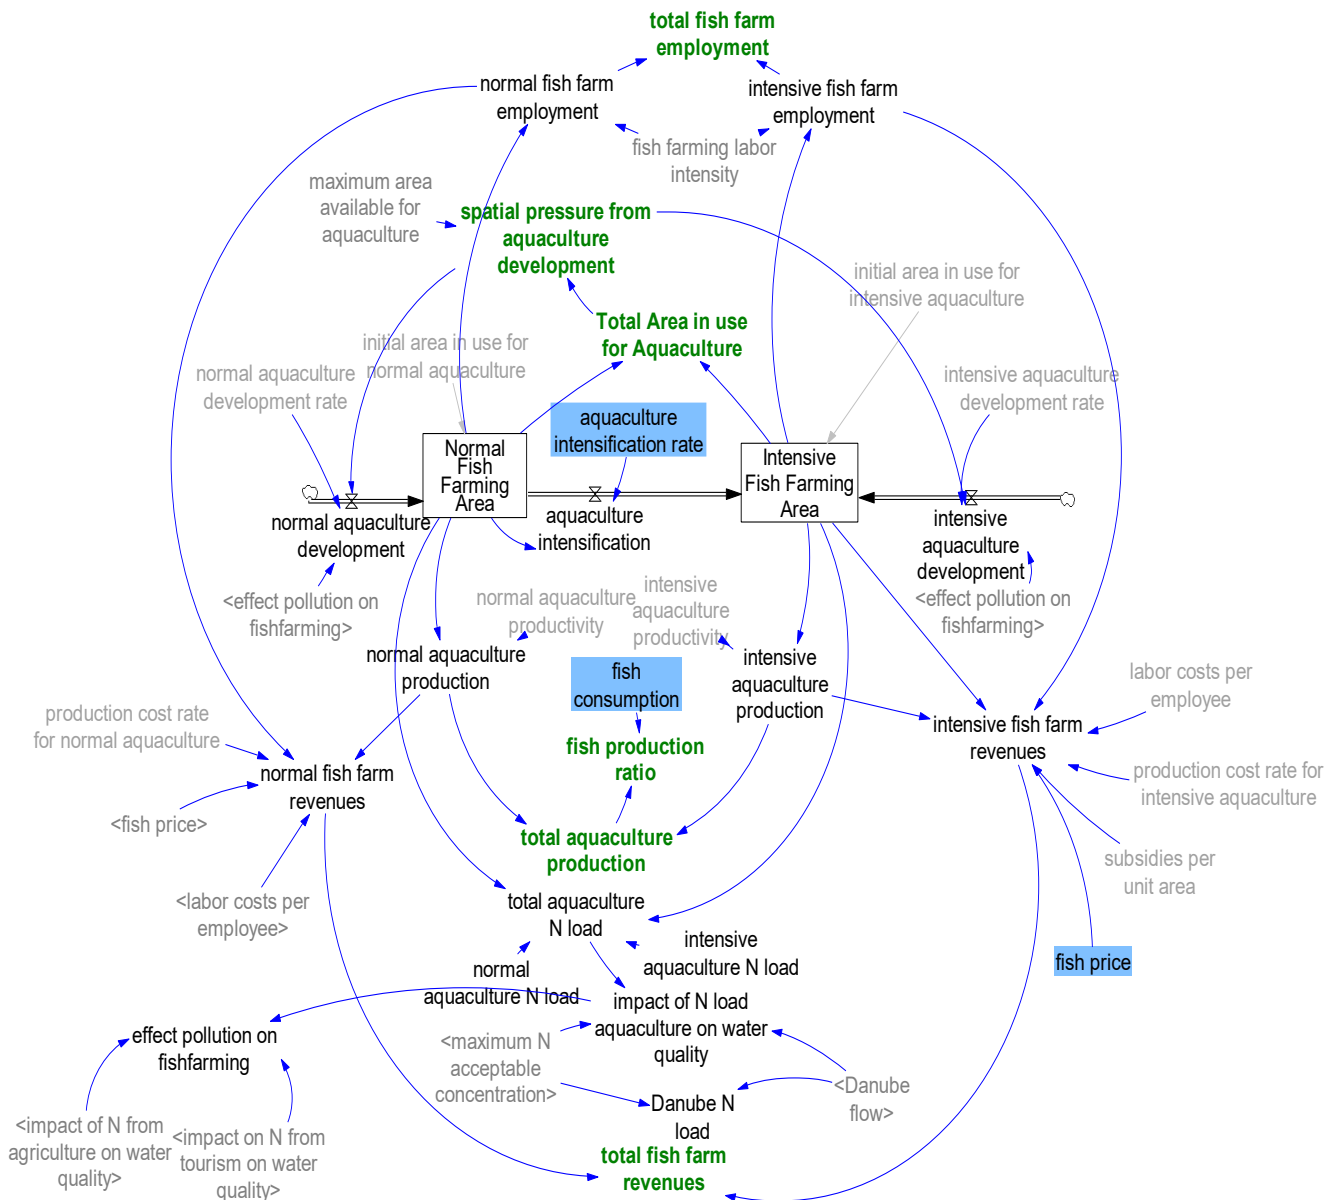 total fish farm
employment
normal fish farm
employment
intensive fish farm
employment
fish farming labor
intensity
maximum area
available for
aquaculture
spatial pressure from
aquaculture
development
initial area in use for
intensive aquaculture
Total Area in use
for Aquaculture
initial area in use for
normal aquaculture
normal aquaculture
development rate
intensive aquaculture
development rate
aquaculture
intensification rate
Normal
Fish
Farming
Area
Intensive
Fish Farming
Area
normal aquaculture
development
aquaculture
intensification
intensive
aquaculture
development
<effect pollution on
fishfarming>
<effect pollution on
fishfarming>
normal aquaculture
productivity
intensive
aquaculture
productivity
normal aquaculture
production
fish
consumption
intensive
aquaculture
production
labor costs per
employee
production cost rate
for normal aquaculture
fish production
ratio
intensive fish farm
revenues
normal fish farm
revenues
production cost rate for
intensive aquaculture
<fish price>
total aquaculture
production
subsidies per
unit area
<labor costs per
employee>
total aquaculture
N load
intensive
aquaculture N load
fish price
normal
aquaculture N load
impact of N load
aquaculture on water
quality
effect pollution on
fishfarming
<maximum N
acceptable
concentration>
<Danube
flow>
Danube N
load
<impact of N from
agriculture on water
quality>
<impact on N from
tourism on water
quality>
total fish farm
revenues